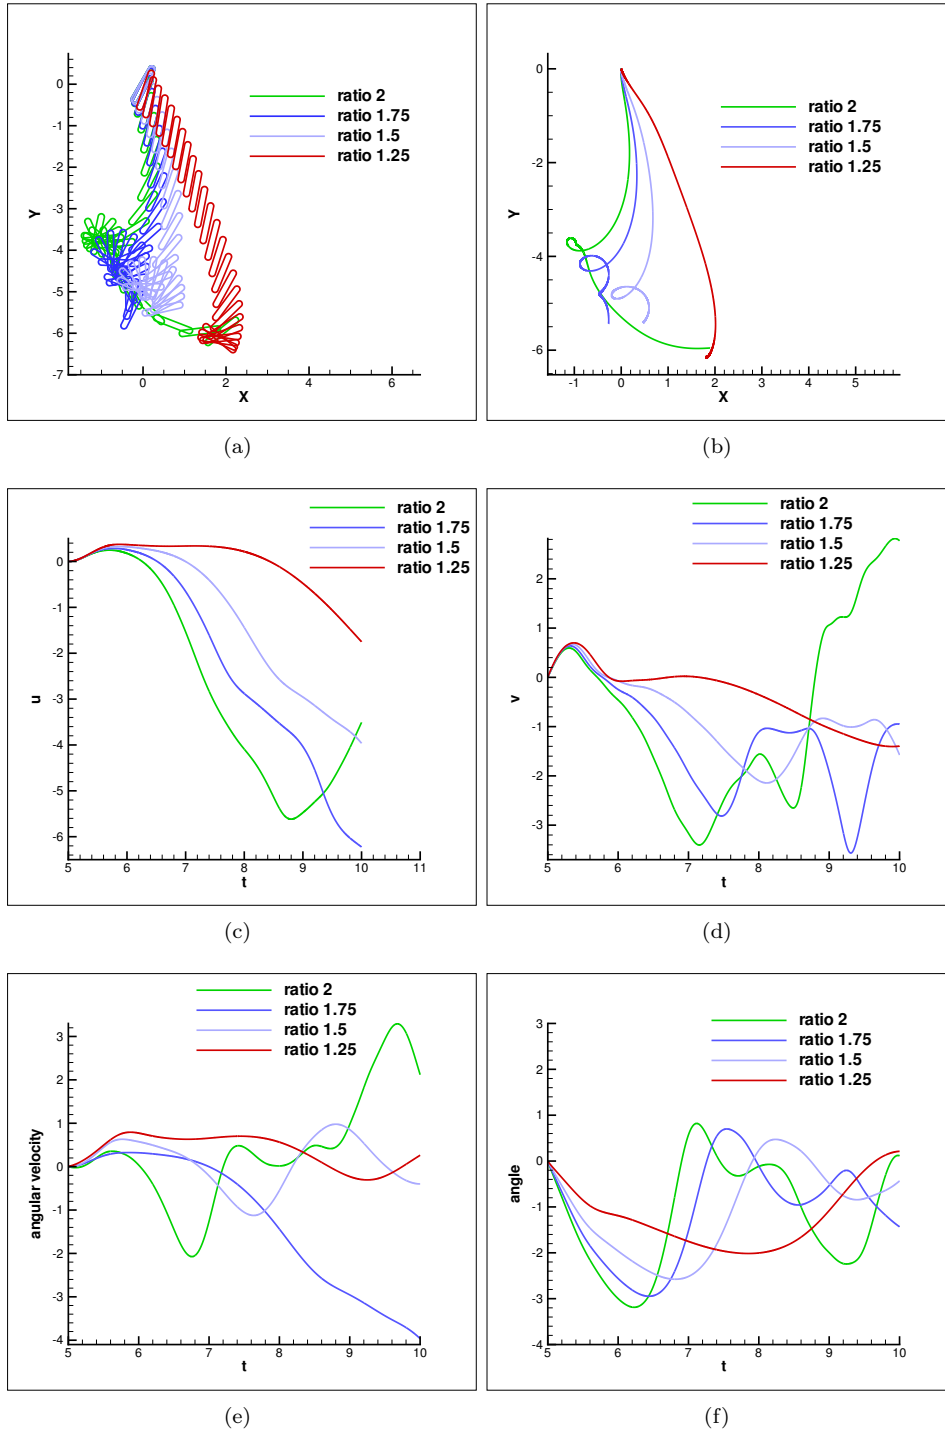 ratio 2
ratio 1.75
ratio 1.5
ratio 1.25
0
-1
-2
-3
-4
-5
-6
-7
Y
0 2 4 6
X
(a)
ratio 2
ratio 1.75
ratio 1.5
ratio 1.25
0
-2
-4
-6
Y
-1 0 1 2 3 4 5
X
(b)
ratio 2
ratio 1.75
ratio 1.5
ratio 1.25
0
-1
-2
-3
-4
-5
-6
u
5 6 7 8 9 10 11
t
(c)
ratio 2
ratio 1.75
ratio 1.5
ratio 1.25
2
1
0
-1
-2
-3
v
5 6 7 8 9 10
t
(d)
ratio 2
ratio 1.75
ratio 1.5
ratio 1.25
3
2
1
0
-1
-2
-3
-4
angular velocity
5 6 7 8 9 10
t
(e)
ratio 2
ratio 1.75
ratio 1.5
ratio 1.25
3
2
1
0
-1
-2
-3
-4
angle
5 6 7 8 9 10
t
(f)